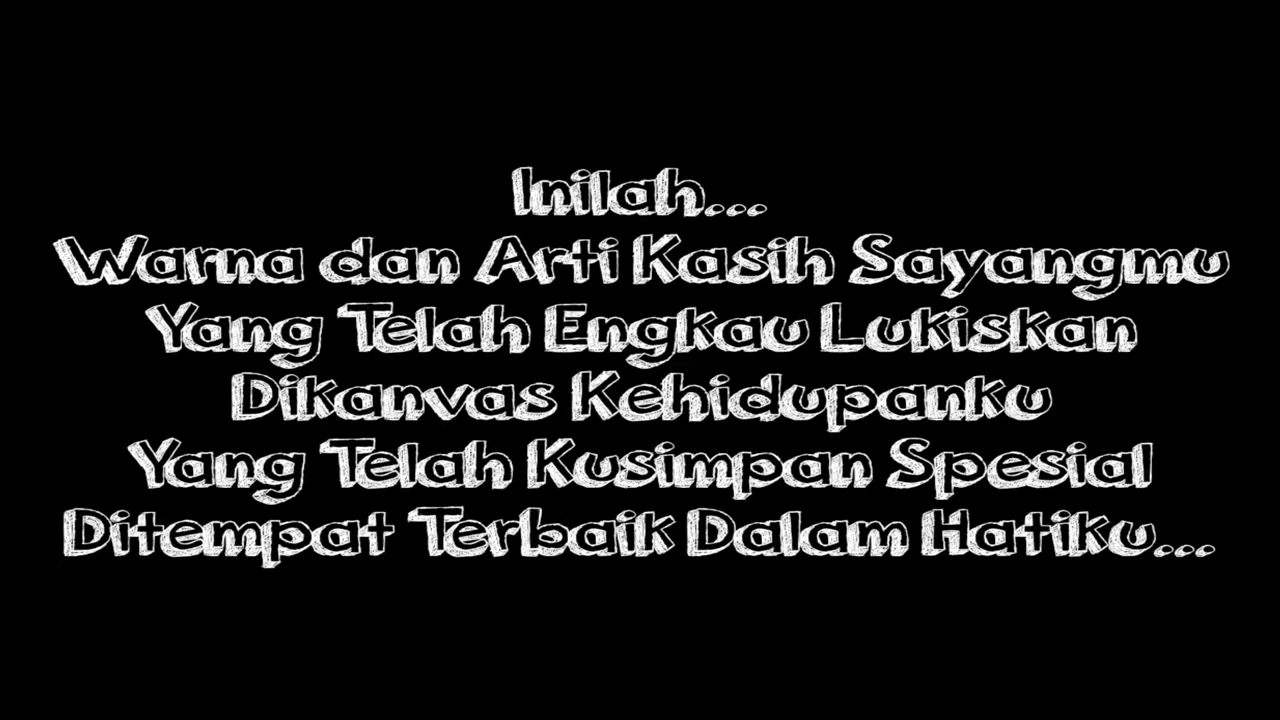 Inilah...
Warna dan Arti Kasih Sayangmu
Yang Telah Engkau Lukiskan
Dikanvas Kehidupanku
Yang Telah Kusimpan Spesial
Ditempat Terbaik Dalam Hatiku...